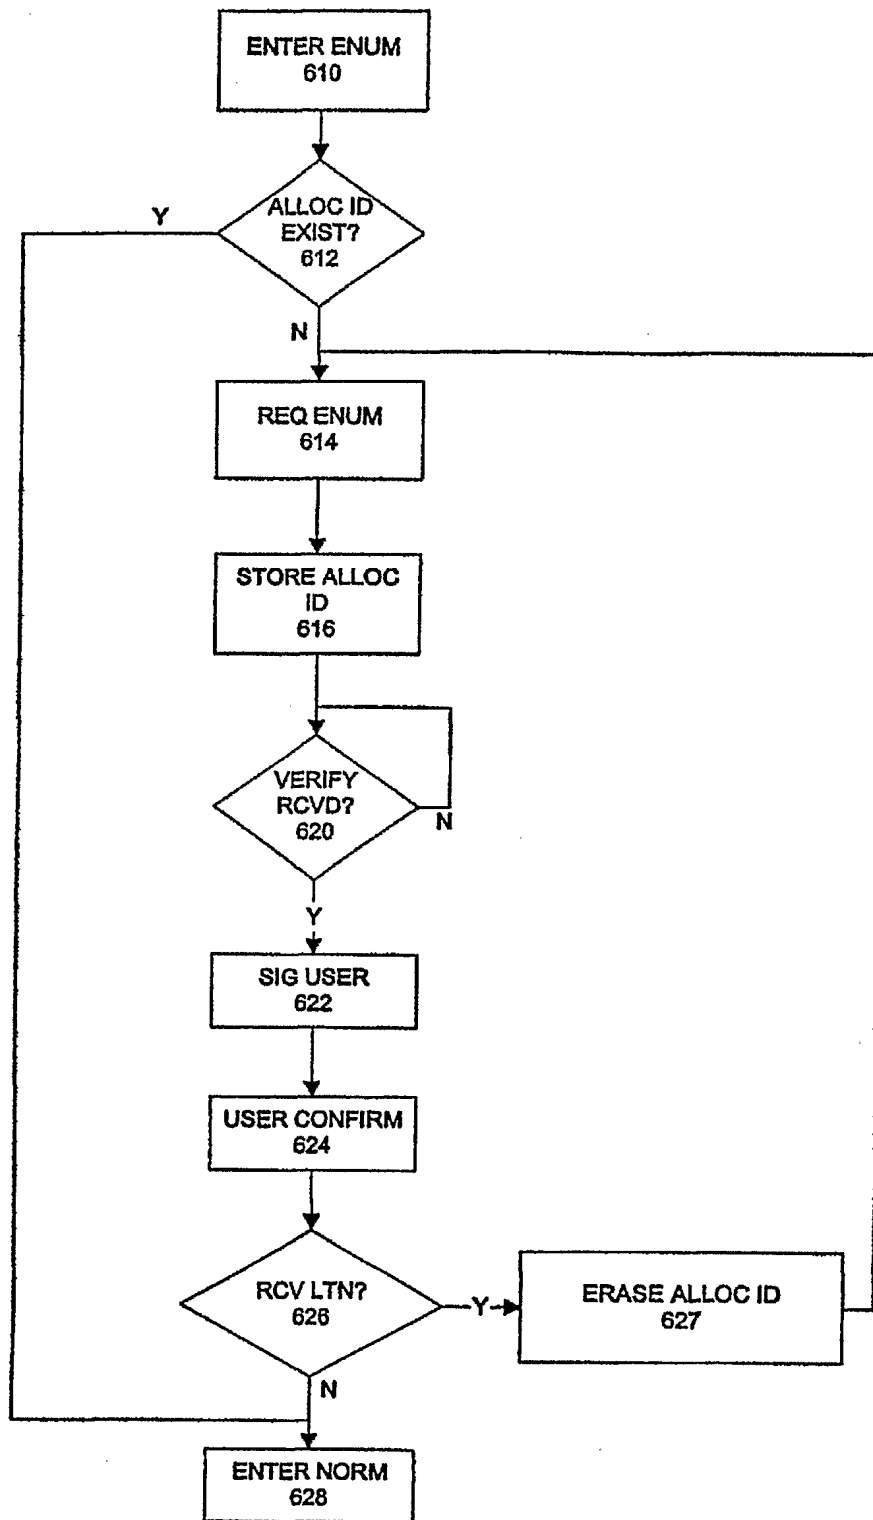 ENTER ENUM
610
ALLOC ID
EXIST?
612
Y
N
REQ ENUM
614
STORE ALLOC
ID
616
VERIFY
RCVD?
620
N
Y
SIG USER
622
USER CONFIRM
624
RCV LTN?
626
Y
ERASE ALLOC ID
627
N
ENTER NORM
628